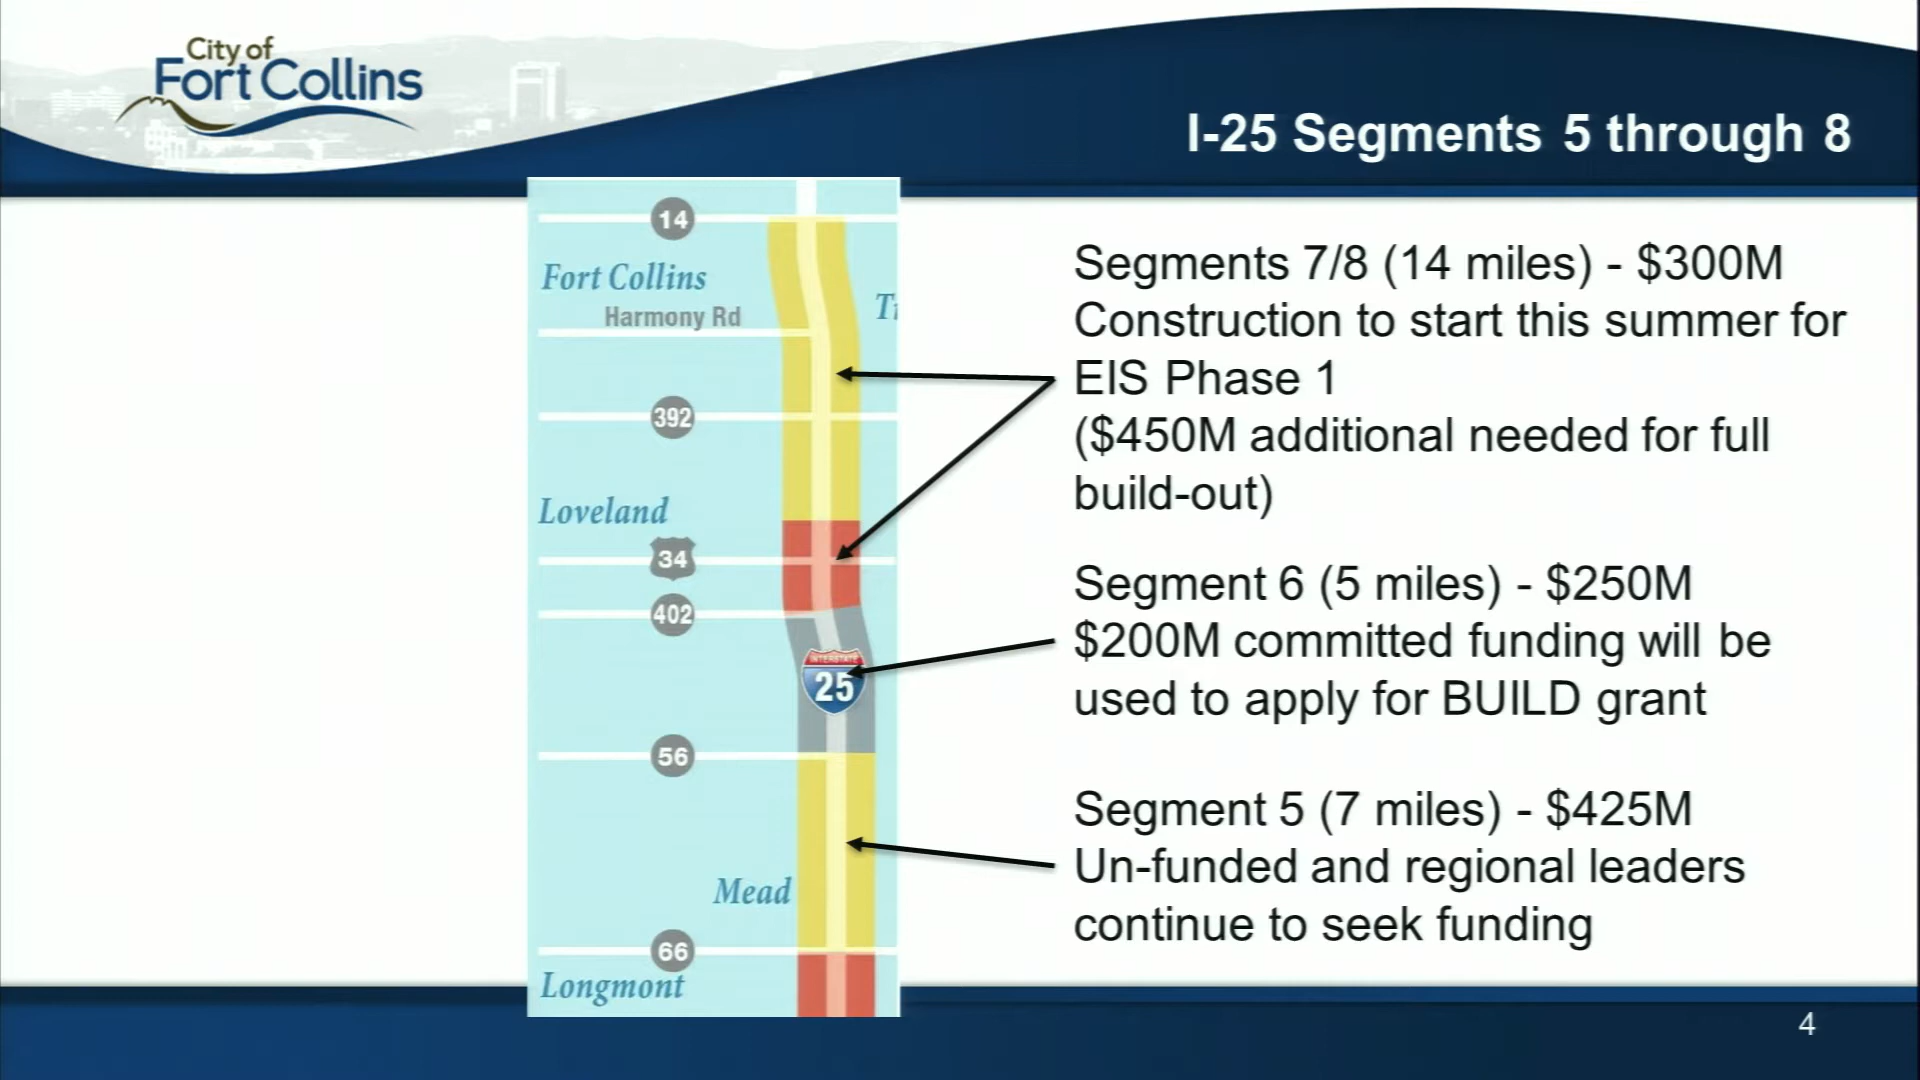 City of
Fort Collins
I-25 Segments 5 through 8
14
Fort Collins
Harmony Rd
392
Loveland
34
402
INTERSTATE
25
56
Mead
66
Longmont
Segments 7/8 (14 miles) - $300M
Construction to start this summer for
EIS Phase 1
($450M additional needed for full
build-out)
Segment 6 (5 miles) - $250M
$200M committed funding will be
used to apply for BUILD grant
Segment 5 (7 miles) - $425M
Un-funded and regional leaders
continue to seek funding
4